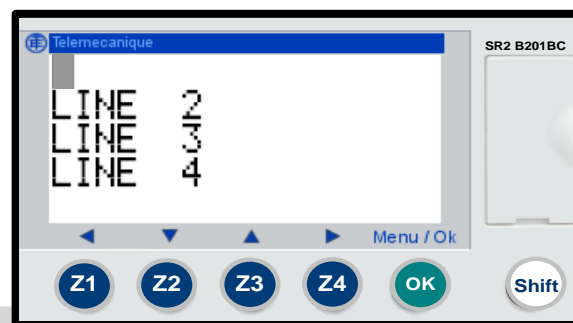 Telemecanique
SR2 B201BC
LINE 2
LINE 3
LINE 4
Menu / Ok
Z1 Z2 Z3 Z4 OK Shift